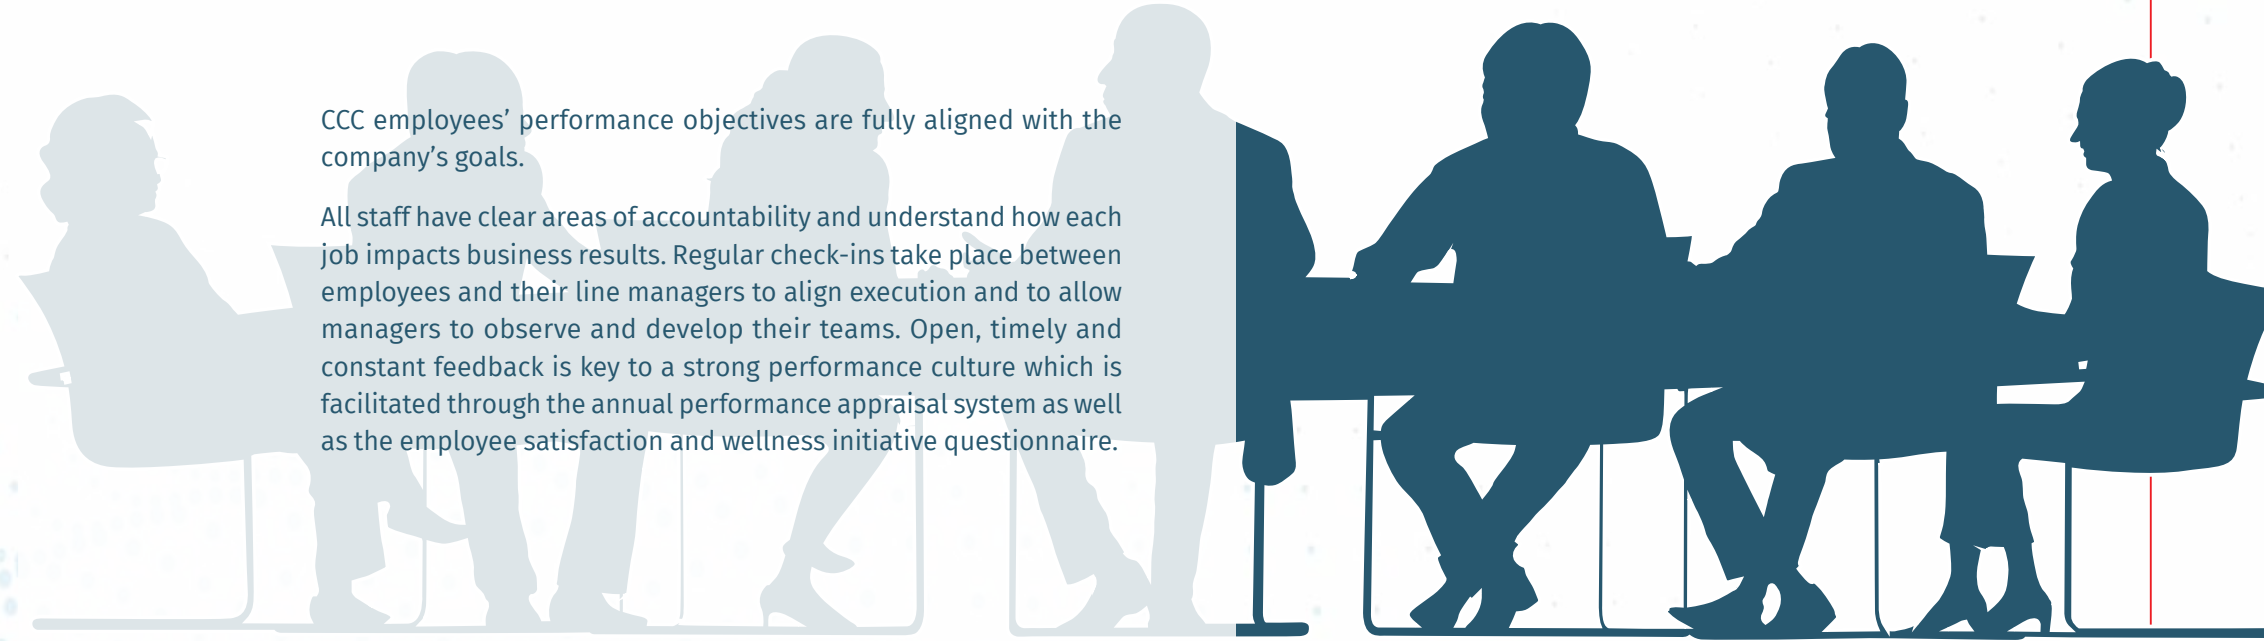 CCC employees’ performance objectives are fully aligned with the
company’s goals.
All staff have clear areas of accountability and understand how each
job impacts business results. Regular check-ins take place between
employees and their line managers to align execution and to allow
managers to observe and develop their teams. Open, timely and
constant feedback is key to a strong performance culture which is
facilitated through the annual performance appraisal system as well
as the employee satisfaction and wellness initiative questionnaire.